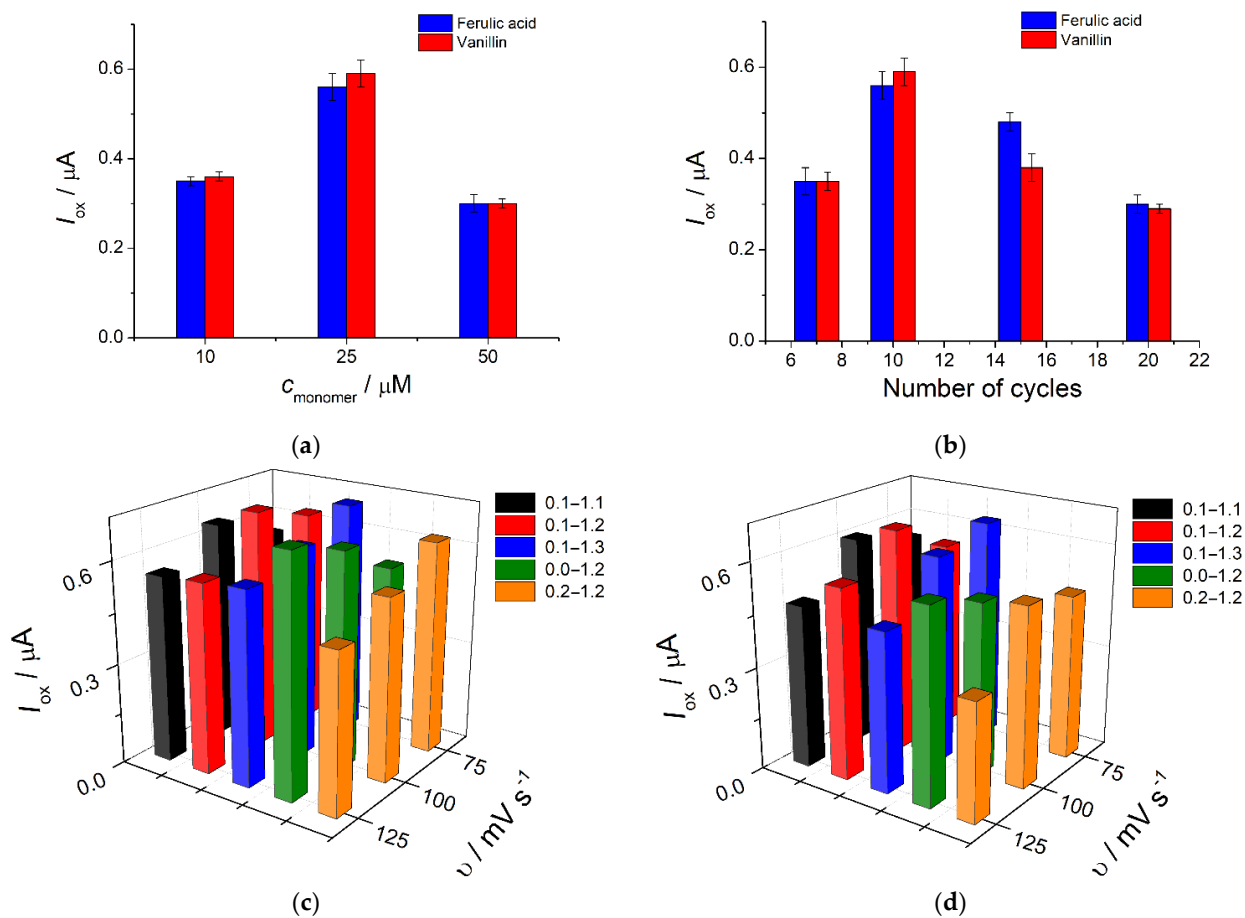 Ferulic acid
Vanillin
0.6
0.4
0.2
0.0
I_ox / μA
10
25
50
c_monomer / μM
(a)
Ferulic acid
Vanillin
0.6
0.4
0.2
0.0
I_ox / μA
6 8 10 12 14 16 18 20 22
Number of cycles
(b)
0.1–1.1
0.1–1.2
0.1–1.3
0.0–1.2
0.2–1.2
0.6
0.3
0.0
I_ox / μA
75
100
125
υ / mV s⁻¹
(c)
0.1–1.1
0.1–1.2
0.1–1.3
0.0–1.2
0.2–1.2
0.6
0.3
0.0
I_ox / μA
75
100
125
υ / mV s⁻¹
(d)